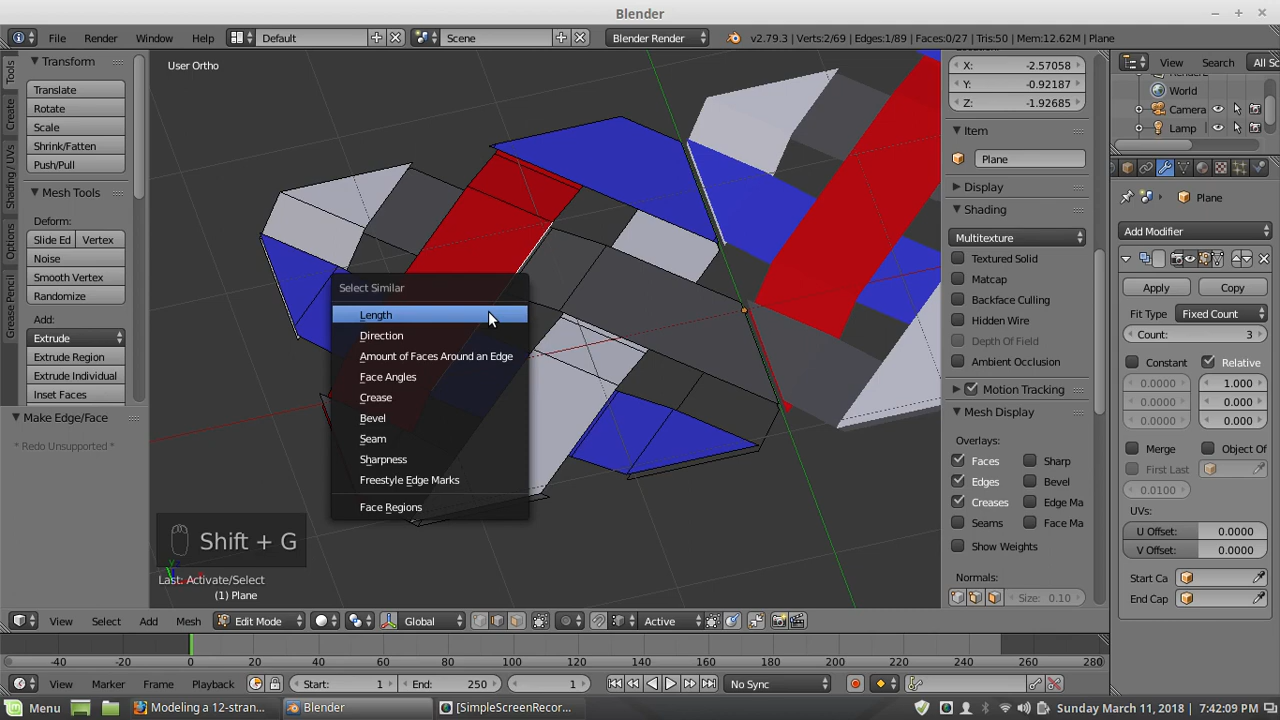 Blender
File Render Window Help Default Scene Blender Render v2.79.3 | Verts:2/69 | Edges:1/89 | Faces:0/27 | Tris:50 | Mem:12.62M | Plane
Tools
Create
Shading / UVs
Options
Grease Pencil
Transform
Translate
Rotate
Scale
Shrink/Fatten
Push/Pull
Mesh Tools
Deform:
Slide Ed Vertex
Noise
Smooth Vertex
Randomize
Add:
Extrude
Extrude Region
Extrude Individual
Inset Faces
Make Edge/Face
* Redo Unsupported *
User Ortho
Select Similar
Length
Direction
Amount of Faces Around an Edge
Face Angles
Crease
Bevel
Seam
Sharpness
Freestyle Edge Marks
Face Regions
Shift + G
Last: Activate/Select
(1) Plane
X: -2.57058
Y: -0.92187
Z: -1.92685
Item
Plane
Display
Shading
Multitexture
Textured Solid
Matcap
Backface Culling
Hidden Wire
Depth Of Field
Ambient Occlusion
Motion Tracking
Mesh Display
Overlays:
Faces Sharp
Edges Bevel
Creases Edge Ma
Seams Face Ma
Show Weights
Normals:
Size: 0.10
View Search All Sc
World
Camera
Lamp
Plane
Add Modifier
Apply Copy
Fit Type Fixed Count
Count: 3
Constant Relative
0.0000 1.000
0.0000 0.000
0.0000 0.000
Merge Object Of
First Last
0.0100
UVs:
U Offset: 0.0000
V Offset: 0.0000
Start Ca
End Cap
View Select Add Mesh Edit Mode Global Active
-40 -20 0 20 40 60 80 100 120 140 160 180 200 220 240 260 280
View Marker Frame Playback Start: 1 End: 250 1 No Sync
Menu Modeling a 12-stran... Blender [SimpleScreenRecor... Sunday March 11, 2018 | 7:42:09 PM